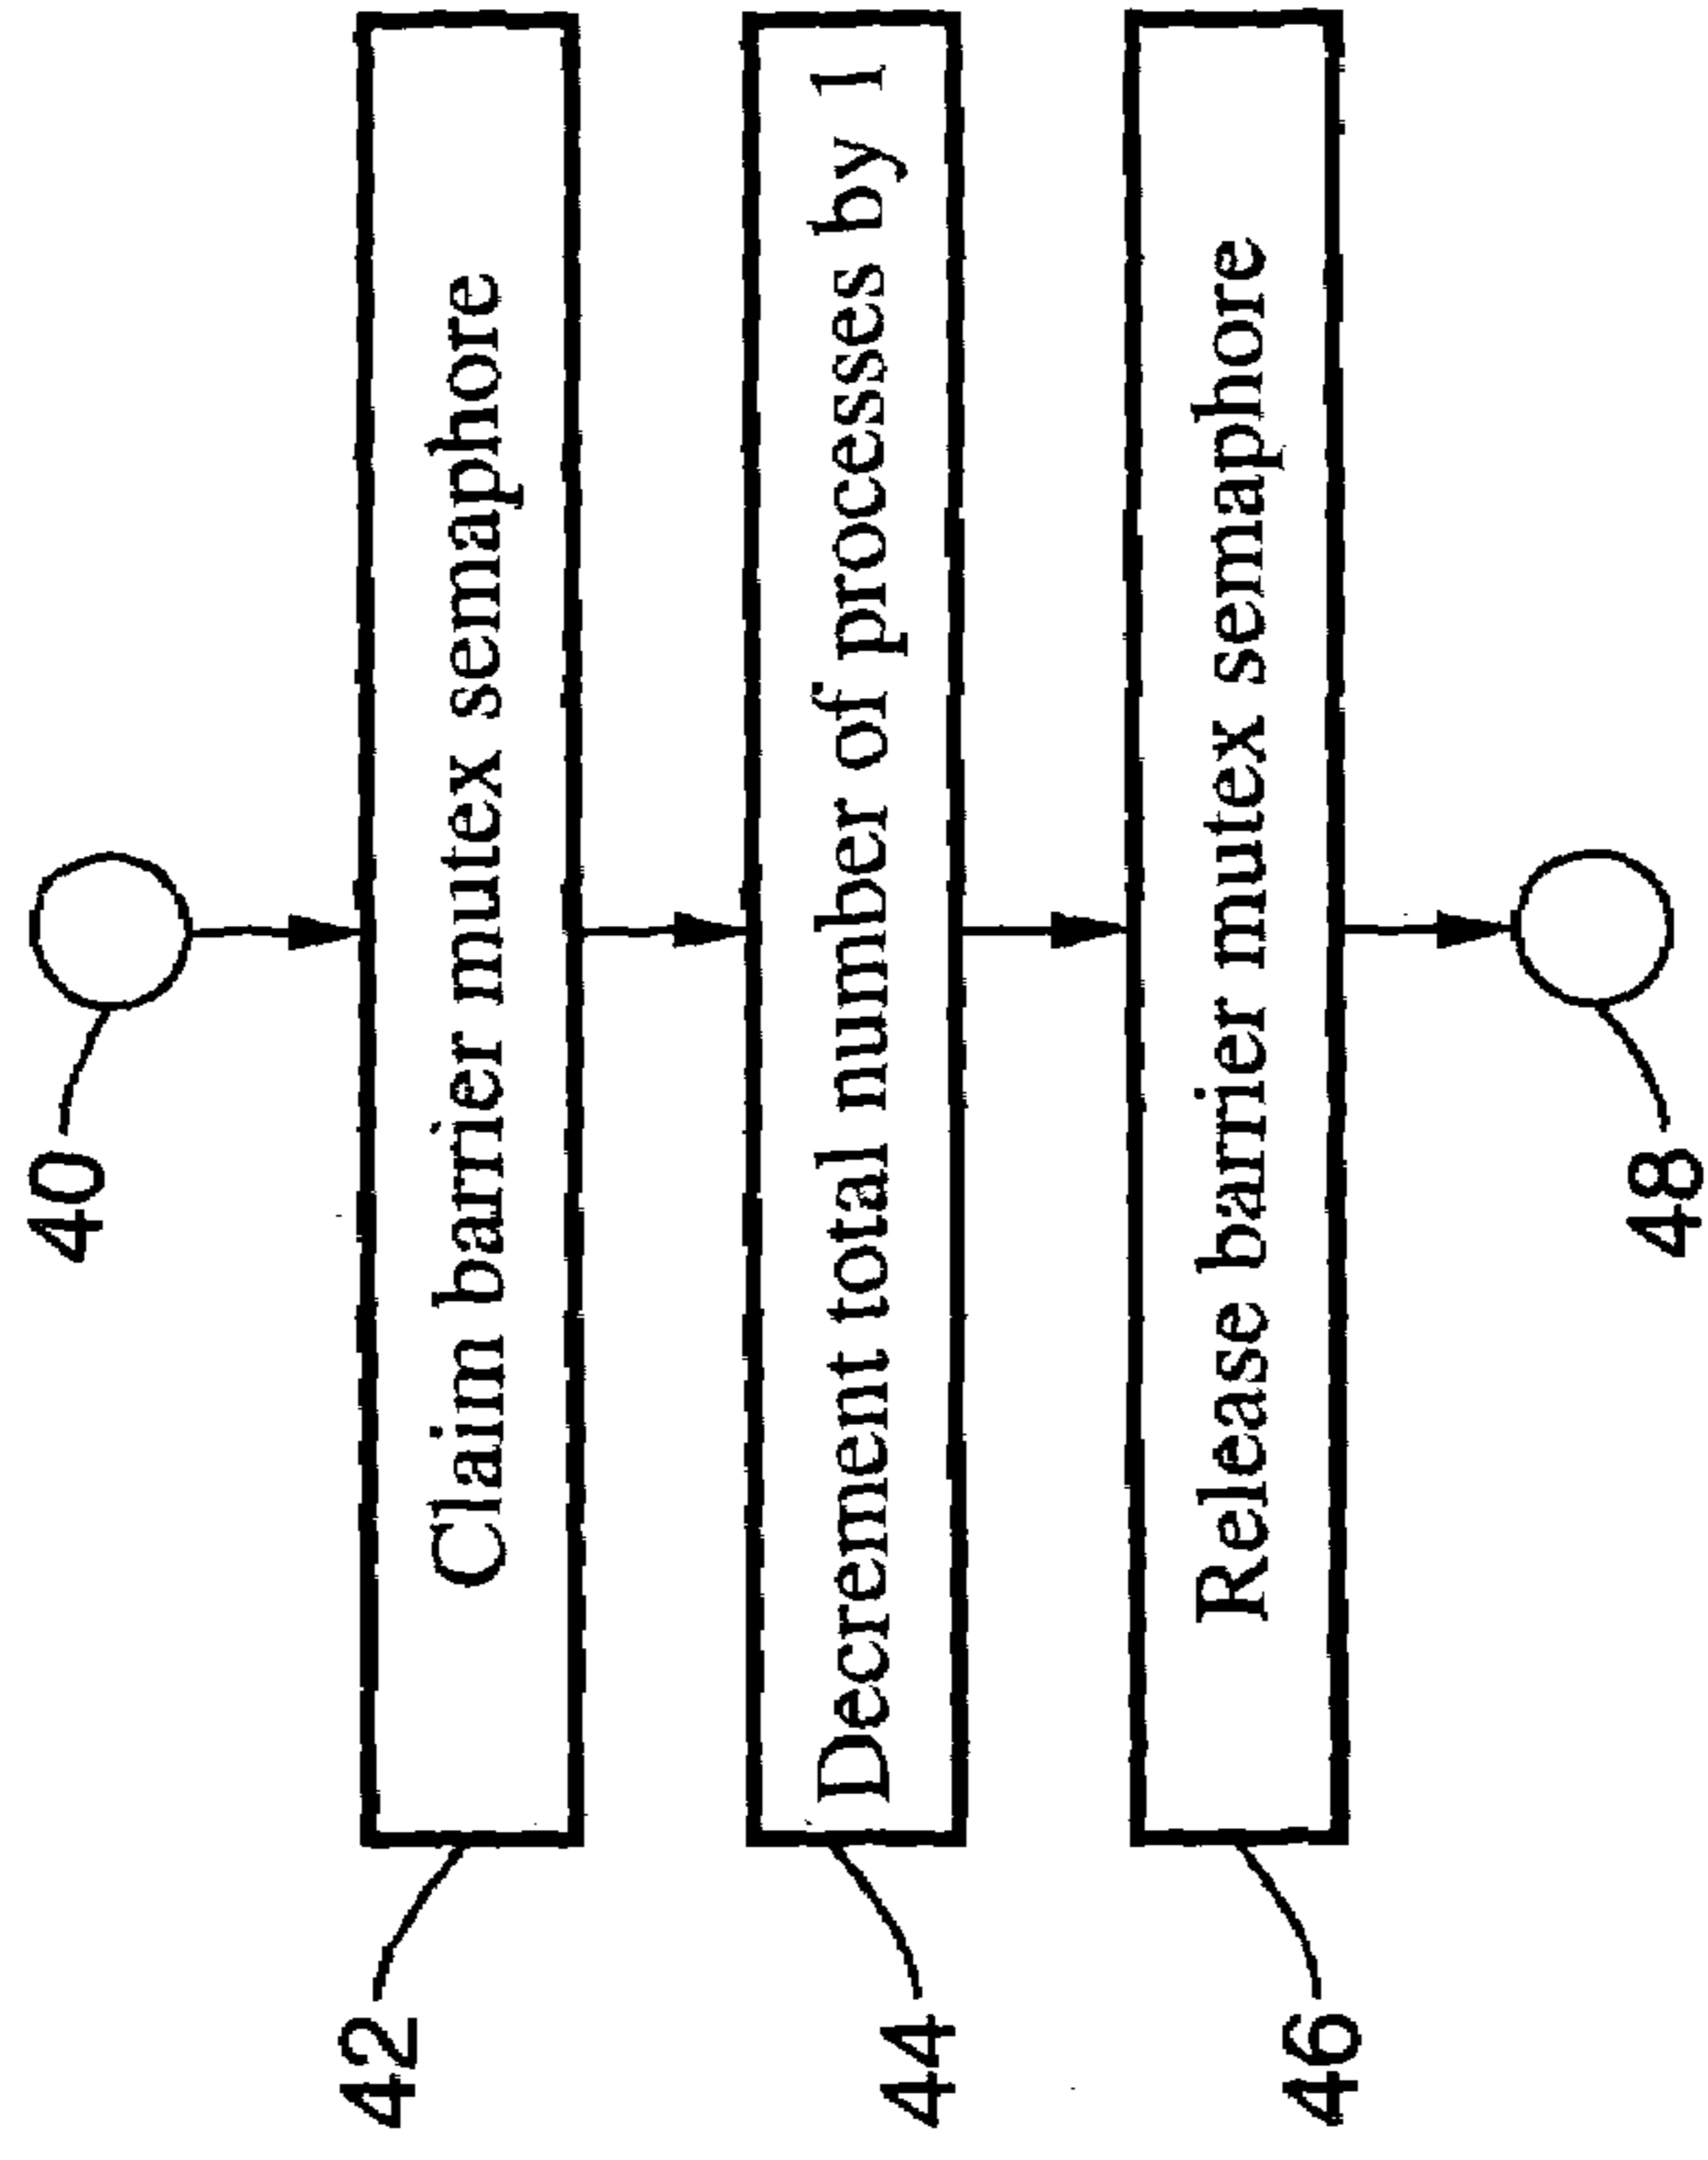 40
42
Claim barrier mutex semaphore
44
Decrement total number of processes by 1
46
Release barrier mutex semaphore
48